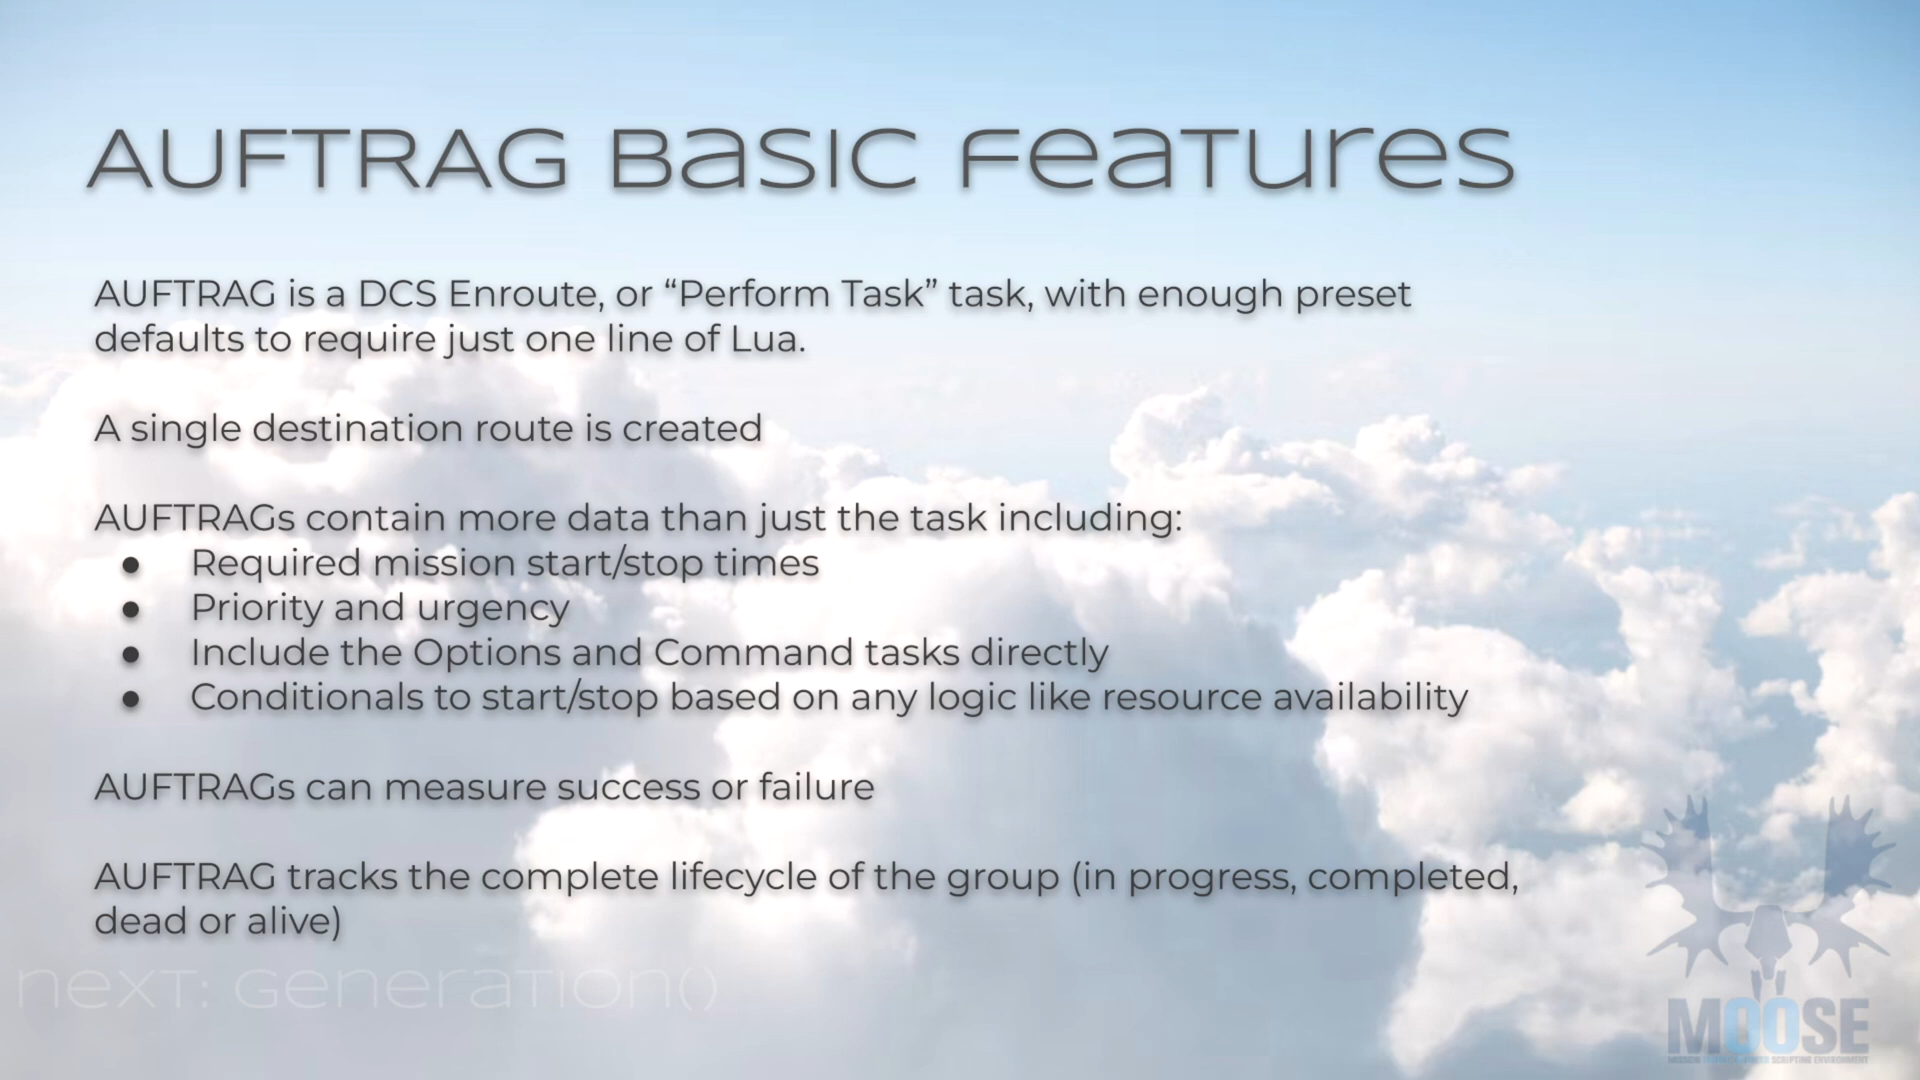 AUFTRAG Basic Features
AUFTRAG is a DCS Enroute, or “Perform Task” task, with enough preset
defaults to require just one line of Lua.
A single destination route is created
AUFTRAGs contain more data than just the task including:
● Required mission start/stop times
● Priority and urgency
● Include the Options and Command tasks directly
● Conditionals to start/stop based on any logic like resource availability
AUFTRAGs can measure success or failure
AUFTRAG tracks the complete lifecycle of the group (in progress, completed,
dead or alive)
next: Generation()
MOOSE
SCRIPTING ENVIRONMENT